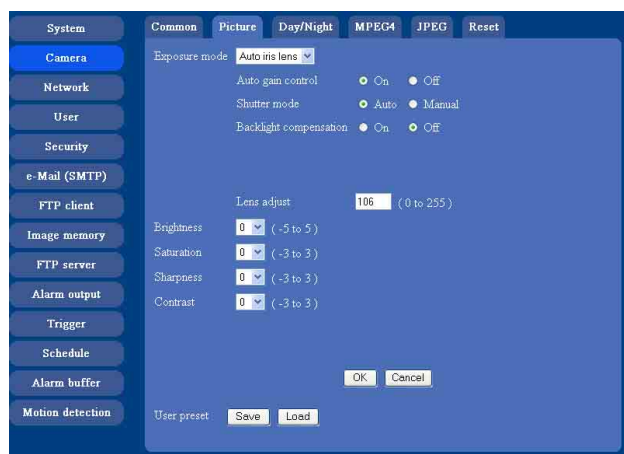 System
Camera
Network
User
Security
e-Mail (SMTP)
FTP client
Image memory
FTP server
Alarm output
Trigger
Schedule
Alarm buffer
Motion detection
Common Picture Day/Night MPEG4 JPEG Reset
Exposure mode Auto iris lens
Auto gain control On Off
Shutter mode Auto Manual
Backlight compensation On Off
Lens adjust 106 ( 0 to 255 )
Brightness 0 ( -5 to 5 )
Saturation 0 ( -3 to 3 )
Sharpness 0 ( -3 to 3 )
Contrast 0 ( -3 to 3 )
OK Cancel
User preset Save Load